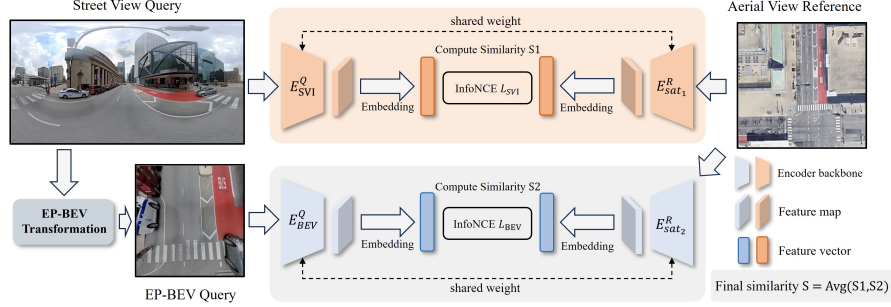 Street View Query
Aerial View Reference
shared weight
Compute Similarity S1
E^Q_SVI
InfoNCE L_SVI
E^R_sat₁
Embedding
Embedding
EP-BEV
Transformation
BUS
EP-BEV Query
Compute Similarity S2
E^Q_BEV
InfoNCE L_BEV
E^R_sat₂
Embedding
Embedding
shared weight
Encoder backbone
Feature map
Feature vector
Final similarity S = Avg(S1,S2)